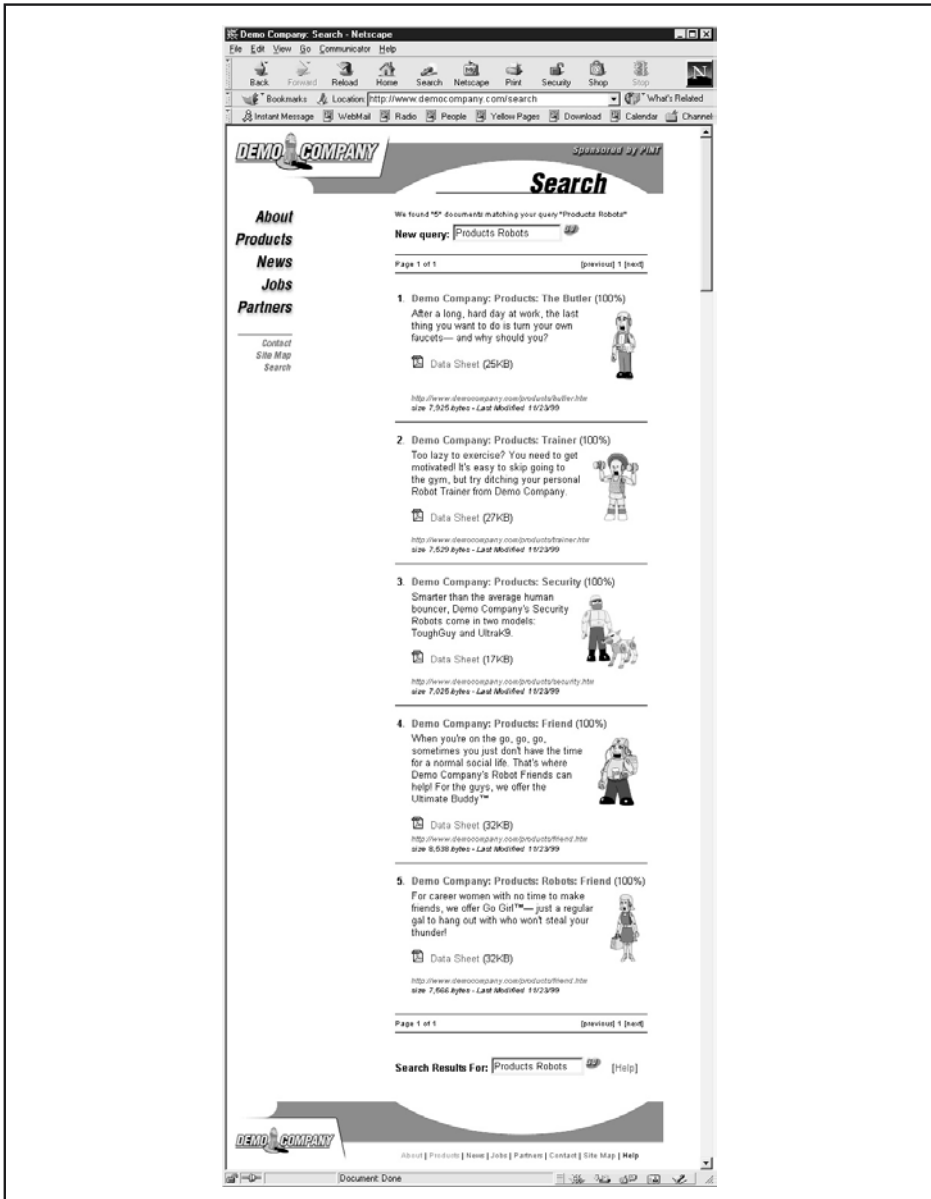 Demo Company: Search - Netscape
File Edit View Go Communicator Help
Back Forward Reload Home Search Netscape Print Security Shop Stop
N
Bookmarks Location: http://www.democompany.com/search What's Related
Instant Message WebMail Radio People Yellow Pages Download Calendar Channel
DEMO COMPANY
Sponsored by PINT
Search
About
Products
News
Jobs
Partners
Contact
Site Map
Search
We found "5" documents matching your query "Products Robots"
New query: Products Robots
Page 1 of 1 [previous] 1 [next]
1. Demo Company: Products: The Butler (100%)
After a long, hard day at work, the last
thing you want to do is turn your own
faucets— and why should you?
Data Sheet (25KB)
http://www.democompany.com/products/butler.htm
size 7,925 bytes - Last Modified 11/23/99
2. Demo Company: Products: Trainer (100%)
Too lazy to exercise? You need to get
motivated! It's easy to skip going to
the gym, but try ditching your personal
Robot Trainer from Demo Company.
Data Sheet (27KB)
http://www.democompany.com/products/trainer.htm
size 7,529 bytes - Last Modified 11/23/99
3. Demo Company: Products: Security (100%)
Smarter than the average human
bouncer, Demo Company's Security
Robots come in two models:
ToughGuy and UltraK9.
Data Sheet (17KB)
http://www.democompany.com/products/security.htm
size 7,025 bytes - Last Modified 11/23/99
4. Demo Company: Products: Friend (100%)
When you're on the go, go, go,
sometimes you just don't have the time
for a normal social life. That's where
Demo Company's Robot Friends can
help! For the guys, we offer the
Ultimate Buddy™
Data Sheet (32KB)
http://www.democompany.com/products/friend.htm
size 8,538 bytes - Last Modified 11/23/99
5. Demo Company: Products: Robots: Friend (100%)
For career women with no time to make
friends, we offer Go Girl™— just a regular
gal to hang out with who won't steal your
thunder!
Data Sheet (32KB)
http://www.democompany.com/products/friend.htm
size 7,566 bytes - Last Modified 11/23/99
Page 1 of 1 [previous] 1 [next]
Search Results For: Products Robots [Help]
DEMO COMPANY
About | Products | News | Jobs | Partners | Contact | Site Map | Help
Document: Done